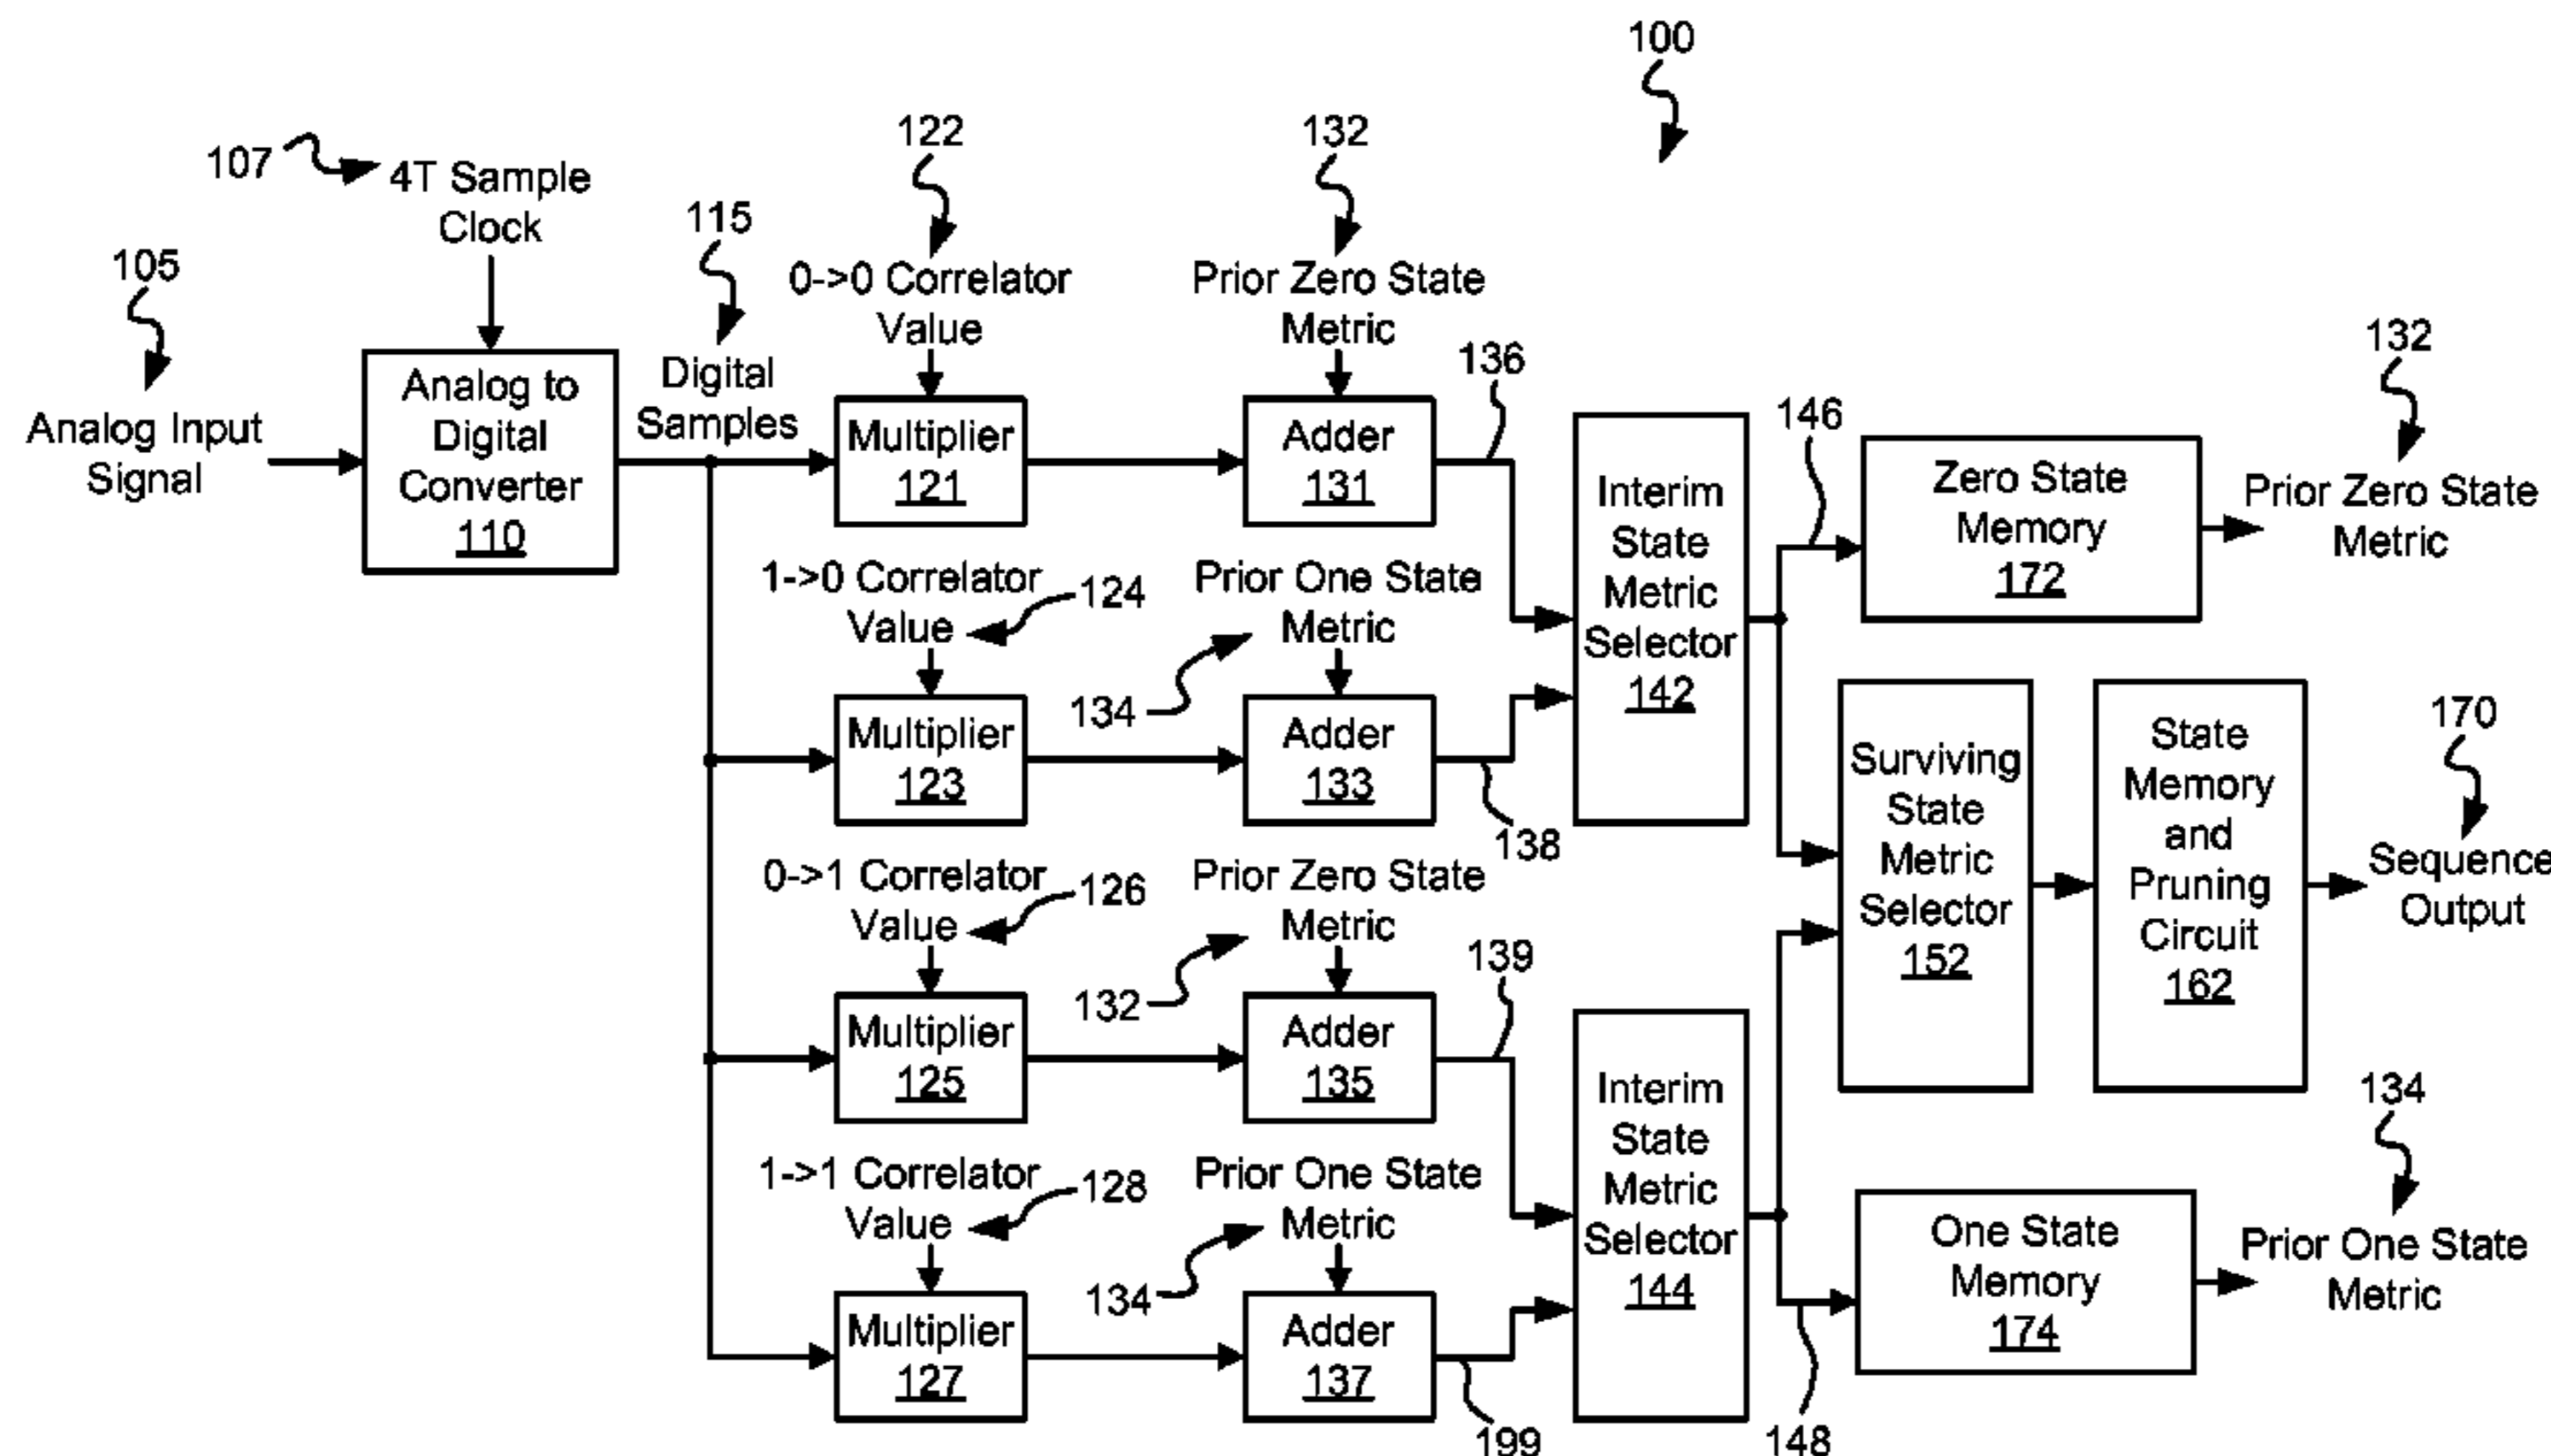 100
107
4T Sample
Clock
105
Analog Input
Signal
Analog to
Digital
Converter
110
115
Digital
Samples
122
0->0 Correlator
Value
Multiplier
121
132
Prior Zero State
Metric
Adder
131
136
1->0 Correlator
Value
124
Multiplier
123
Prior One State
Metric
134
Adder
133
138
0->1 Correlator
Value
126
Multiplier
125
Prior Zero State
Metric
132
Adder
135
139
1->1 Correlator
Value
128
Multiplier
127
Prior One State
Metric
134
Adder
137
199
Interim
State
Metric
Selector
142
Interim
State
Metric
Selector
144
146
Zero State
Memory
172
132
Prior Zero State
Metric
Surviving
State
Metric
Selector
152
State
Memory
and
Pruning
Circuit
162
170
Sequence
Output
148
One State
Memory
174
134
Prior One State
Metric